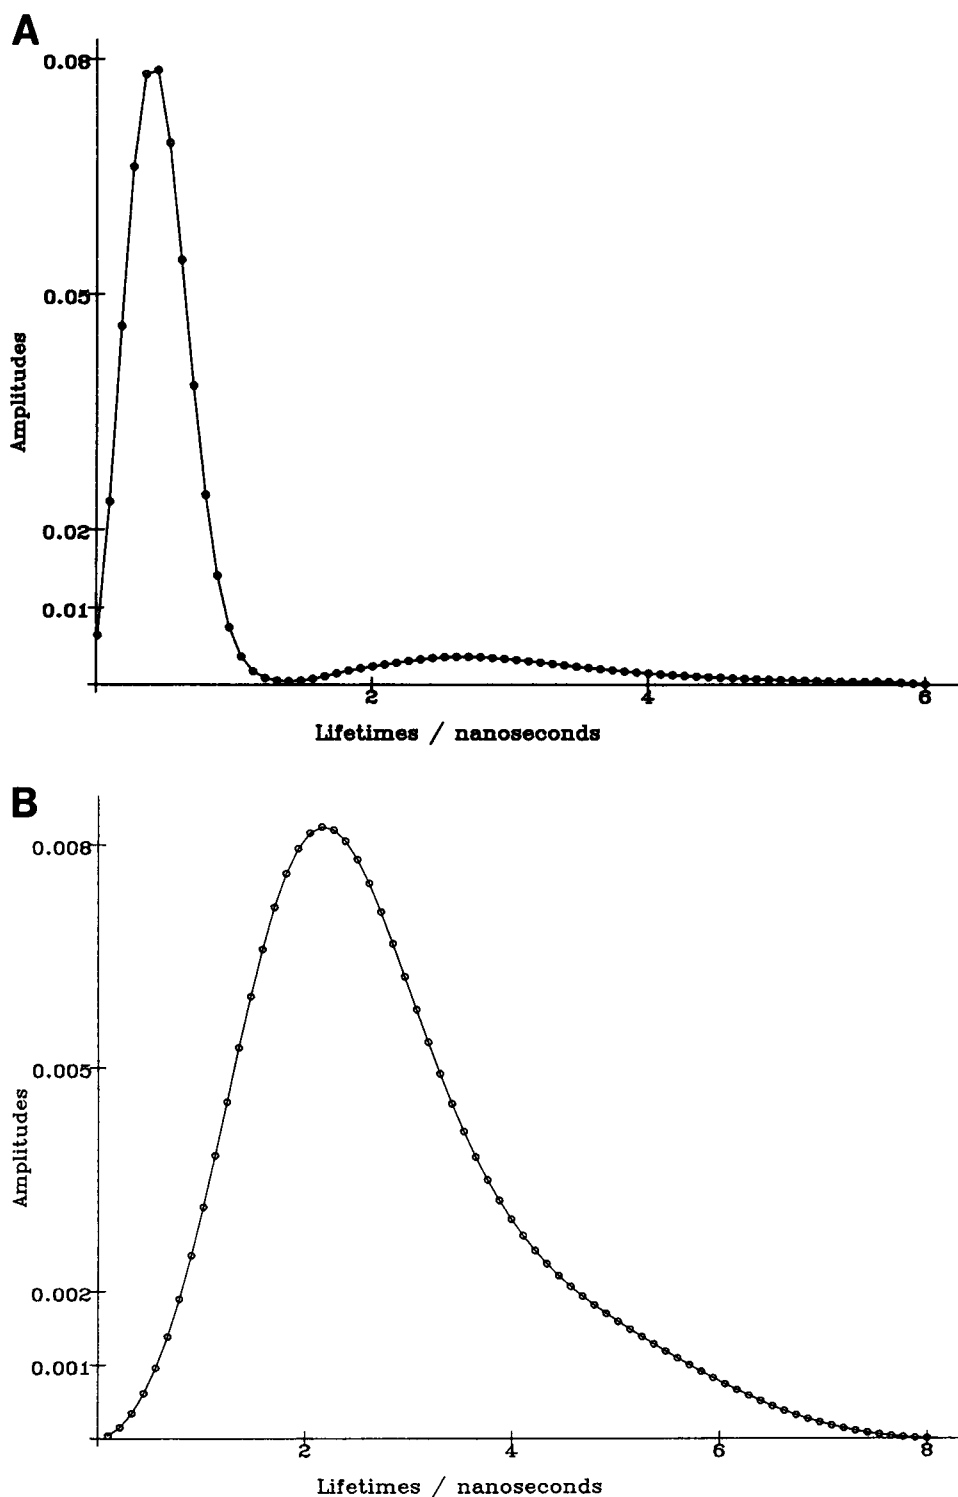 A
0.08
0.05
0.02
0.01
Amplitudes
2 4 6
Lifetimes / nanoseconds
B
0.008
0.005
0.002
0.001
Amplitudes
2 4 6 8
Lifetimes / nanoseconds